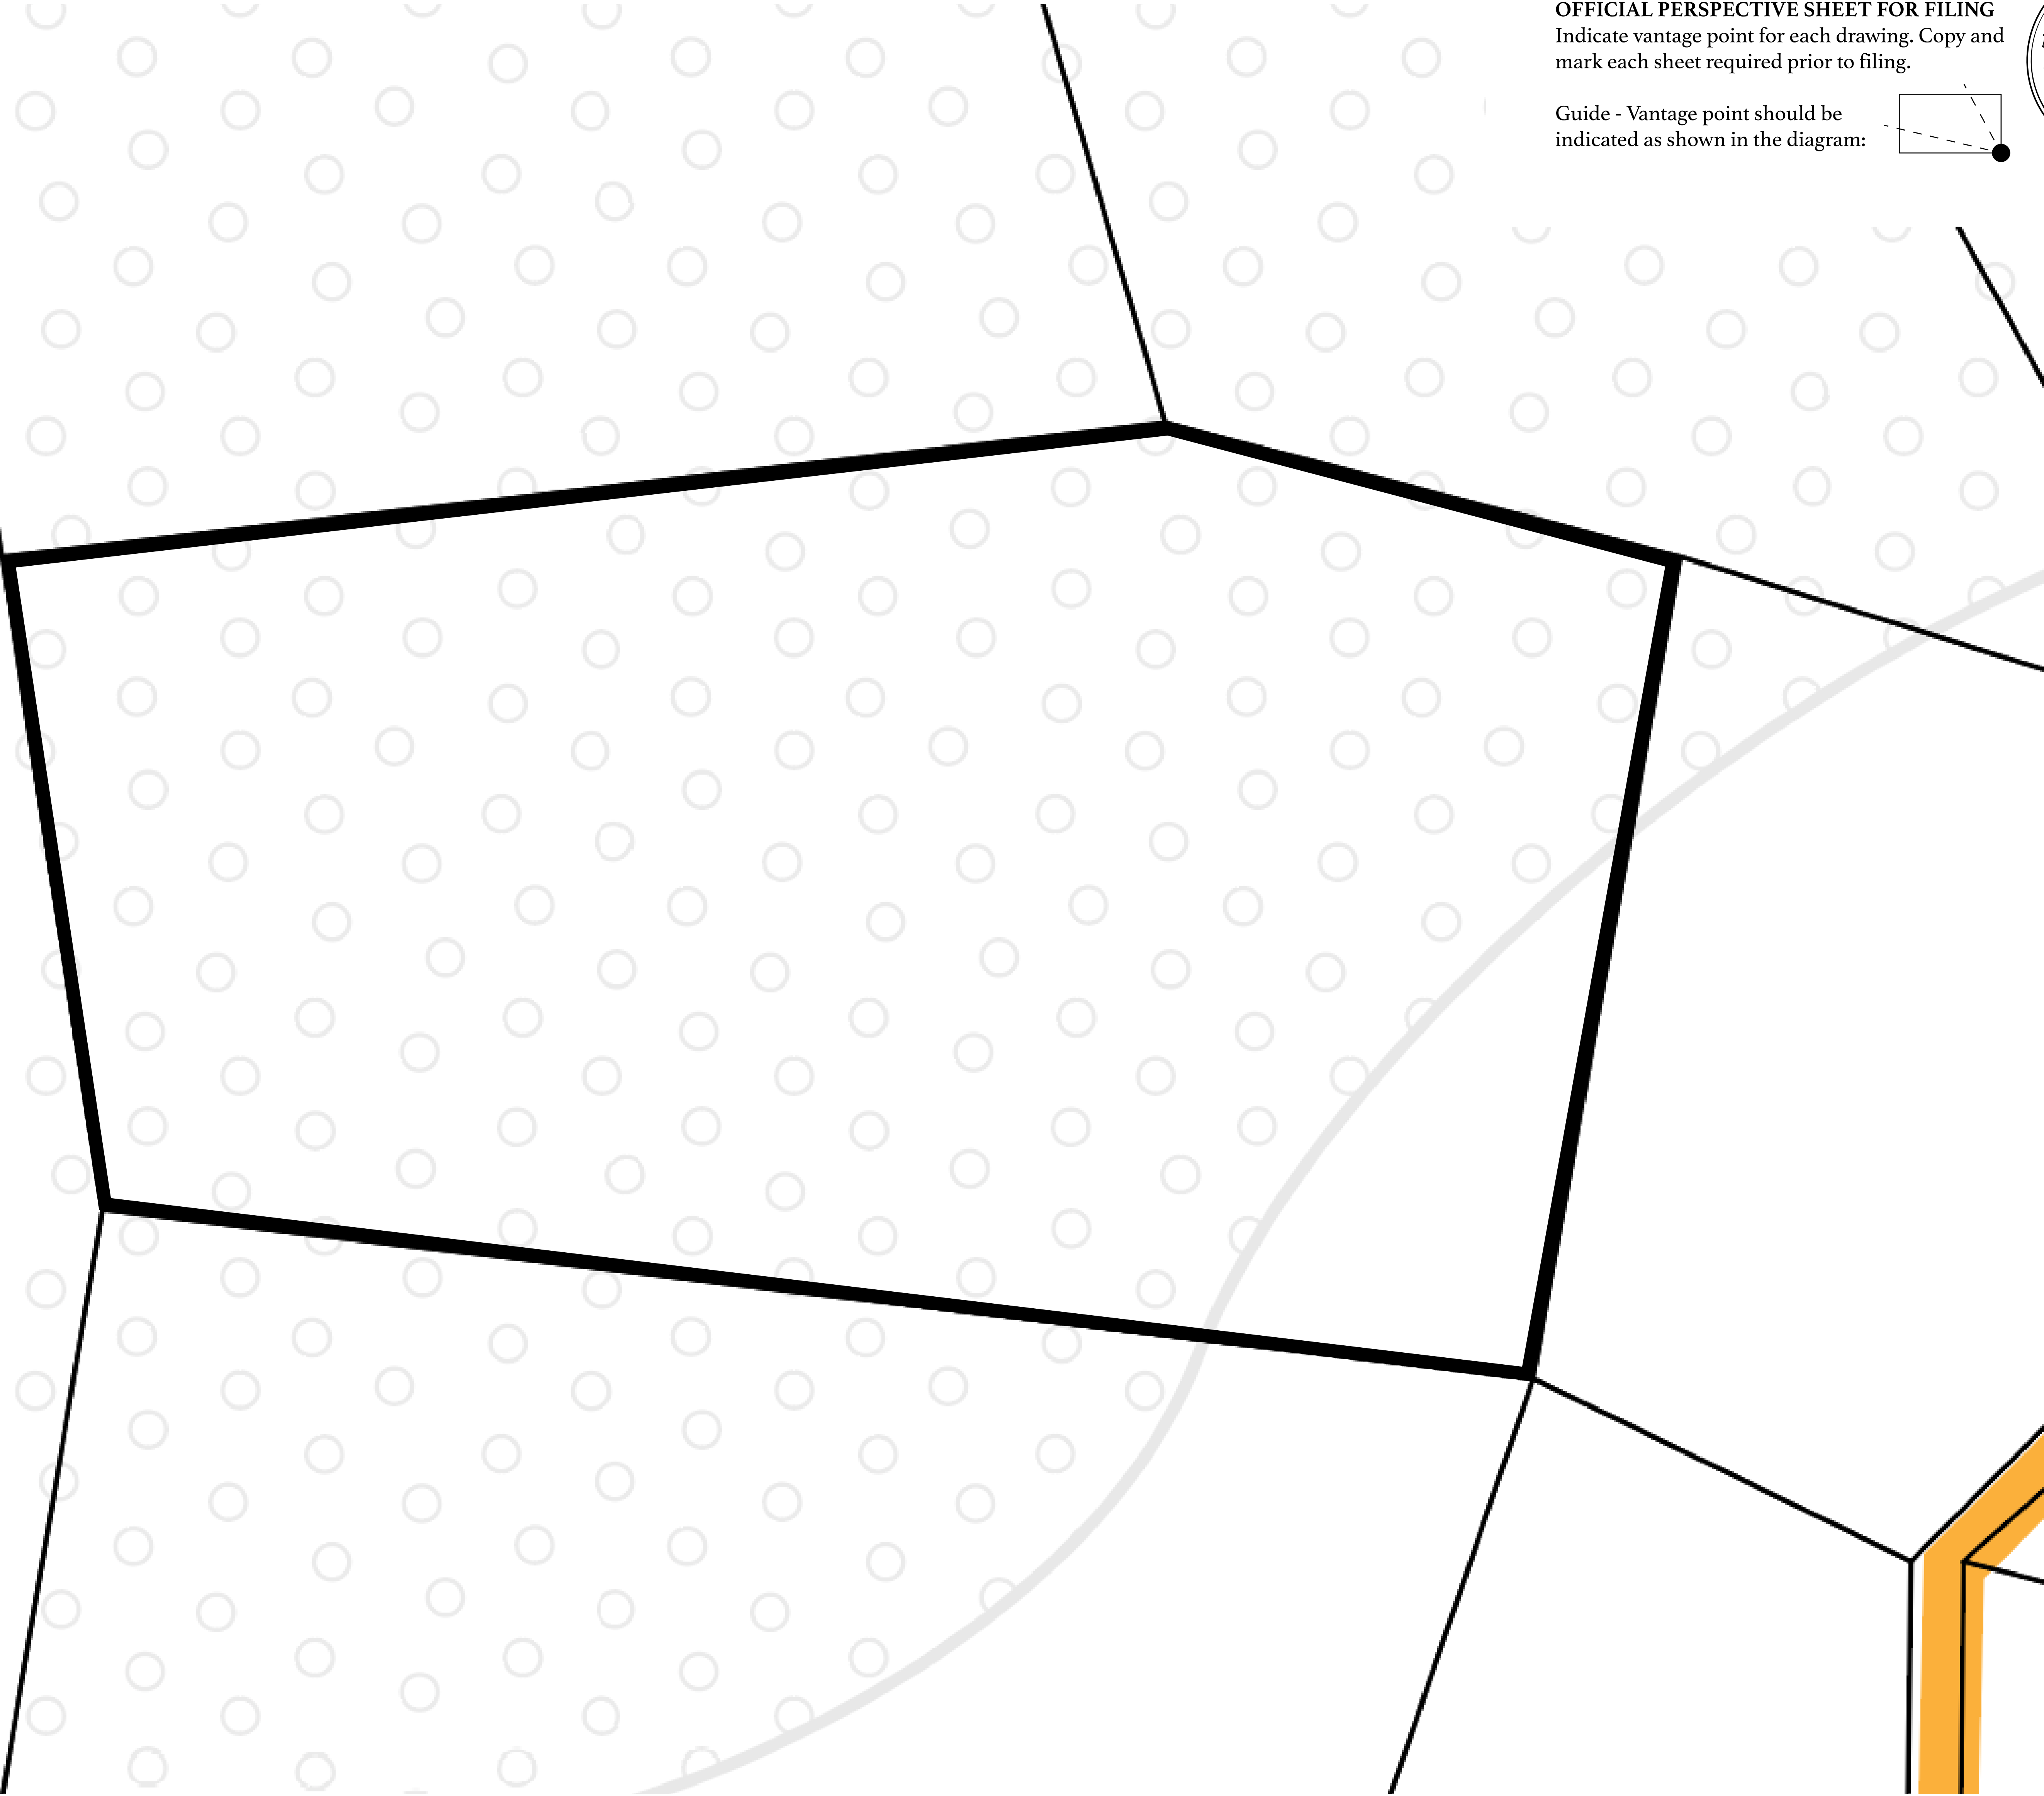 OFFICIAL PERSPECTIVE SHEET FOR FILING
Indicate vantage point for each drawing. Copy and
mark each sheet required prior to filing.
Guide - Vantage point should be
indicated as shown in the diagram: